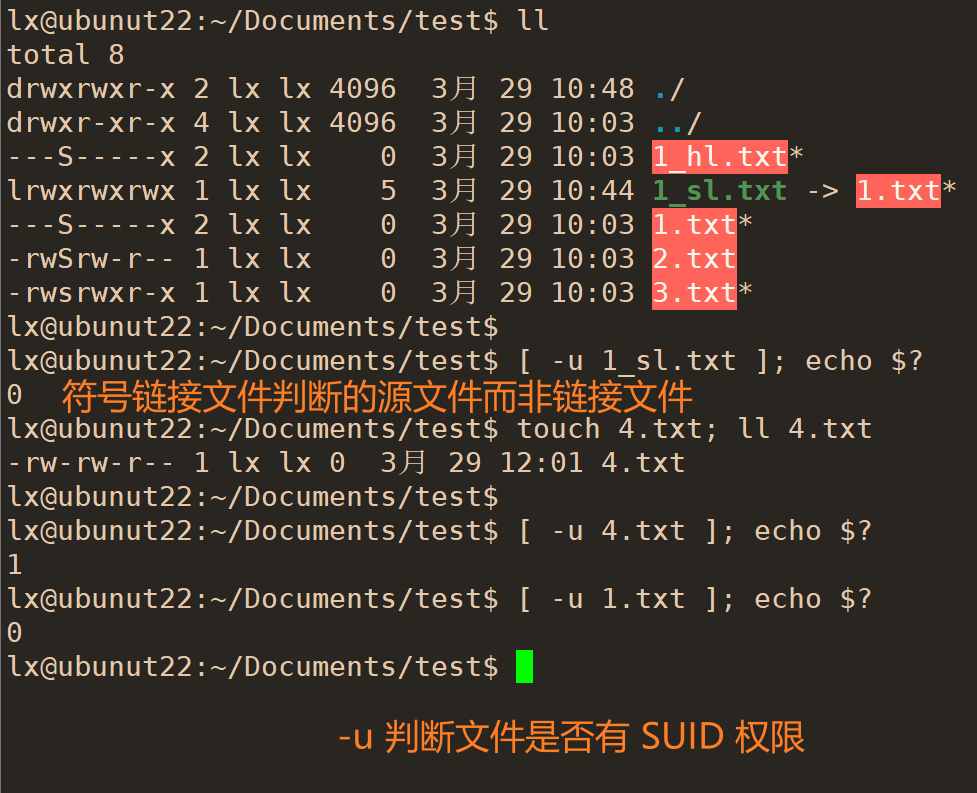 lx@ubunut22:~/Documents/test$ ll
total 8
drwxrwxr-x 2 lx lx 4096  3月 29 10:48 ./
drwxr-xr-x 4 lx lx 4096  3月 29 10:03 ../
---S-----x 2 lx lx    0  3月 29 10:03 1_hl.txt*
lrwxrwxrwx 1 lx lx    5  3月 29 10:44 1_sl.txt -> 1.txt*
---S-----x 2 lx lx    0  3月 29 10:03 1.txt*
-rwSrw-r-- 1 lx lx    0  3月 29 10:03 2.txt
-rwsrwxr-x 1 lx lx    0  3月 29 10:03 3.txt*
lx@ubunut22:~/Documents/test$
lx@ubunut22:~/Documents/test$ [ -u 1_sl.txt ]; echo $?
0 符号链接文件判断的源文件而非链接文件
lx@ubunut22:~/Documents/test$ touch 4.txt; ll 4.txt
-rw-rw-r-- 1 lx lx 0  3月 29 12:01 4.txt
lx@ubunut22:~/Documents/test$
lx@ubunut22:~/Documents/test$ [ -u 4.txt ]; echo $?
1
lx@ubunut22:~/Documents/test$ [ -u 1.txt ]; echo $?
0
lx@ubunut22:~/Documents/test$
-u 判断文件是否有 SUID 权限